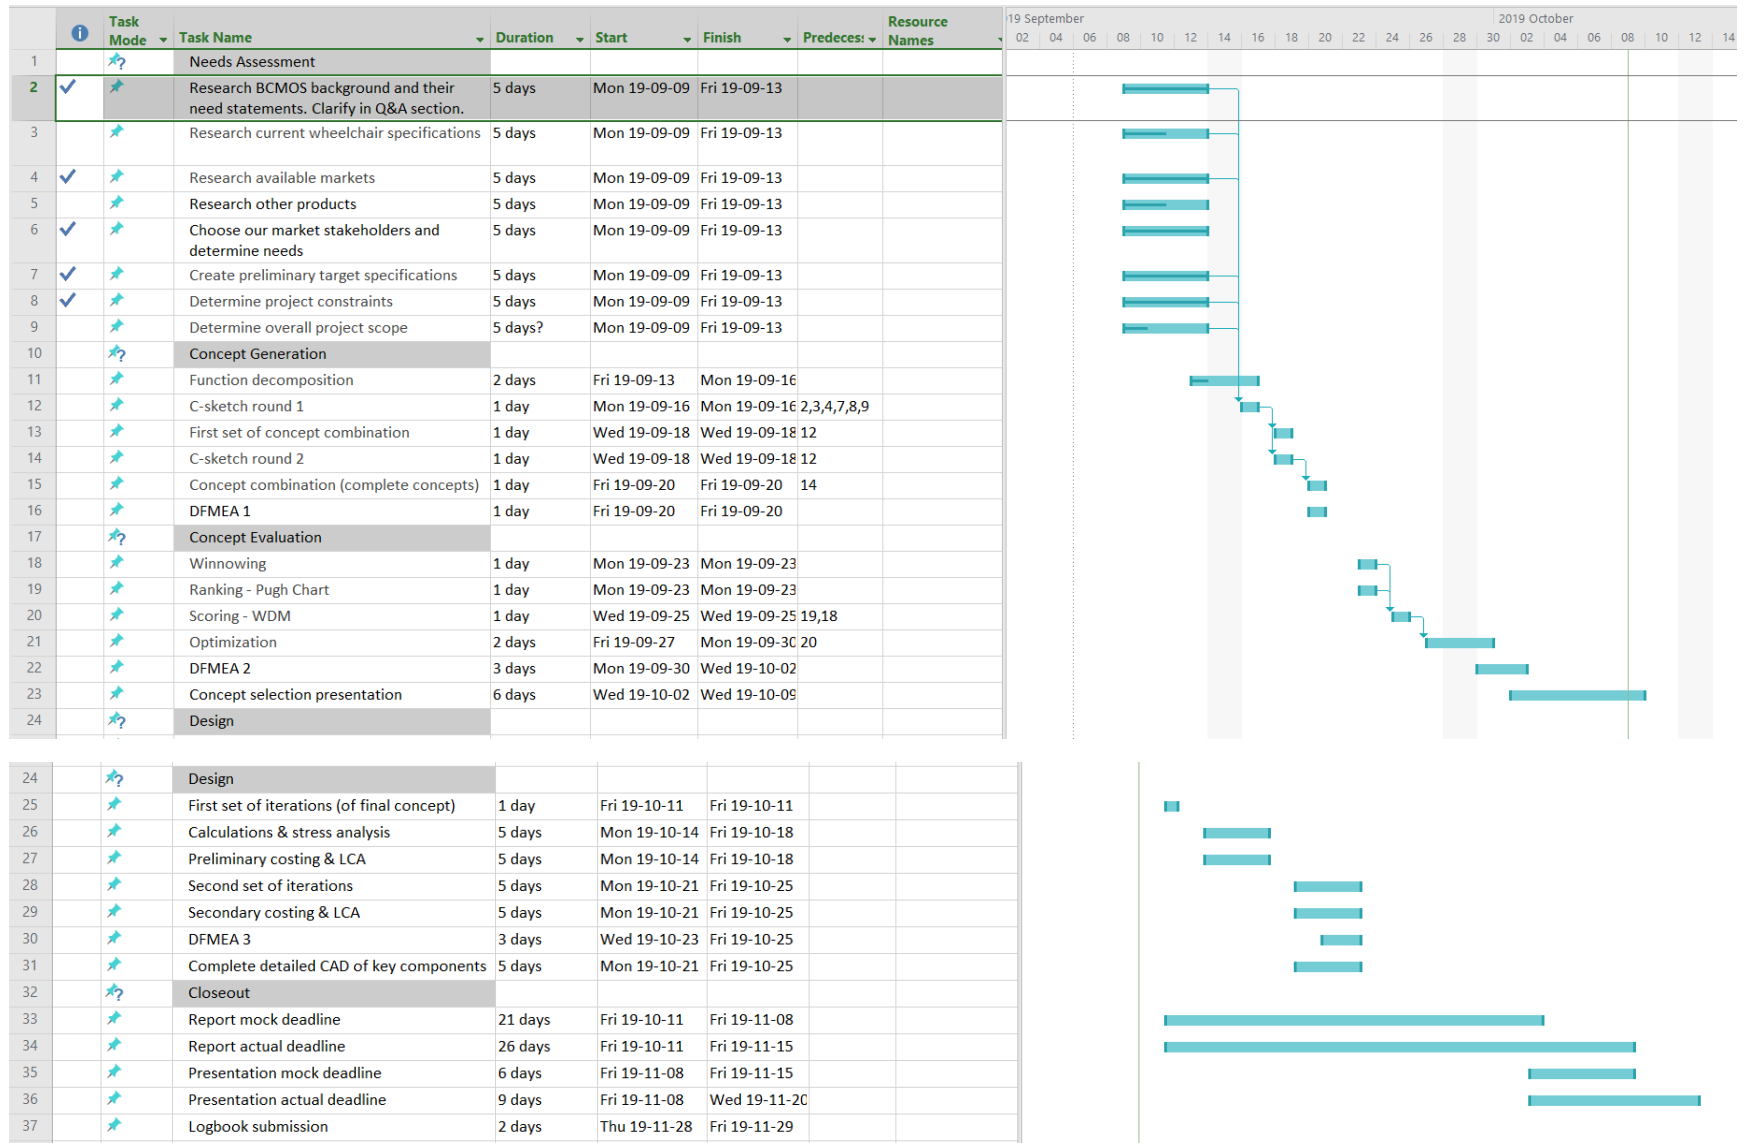 Task Mode Task Name Duration Start Finish Predeces: Resource Names
19 September 2019 October
02 04 06 08 10 12 14 16 18 20 22 24 26 28 30 02 04 06 08 10 12 14
1 Needs Assessment
2 Research BCMOS background and their need statements. Clarify in Q&A section. 5 days Mon 19-09-09 Fri 19-09-13
3 Research current wheelchair specifications 5 days Mon 19-09-09 Fri 19-09-13
4 Research available markets 5 days Mon 19-09-09 Fri 19-09-13
5 Research other products 5 days Mon 19-09-09 Fri 19-09-13
6 Choose our market stakeholders and determine needs 5 days Mon 19-09-09 Fri 19-09-13
7 Create preliminary target specifications 5 days Mon 19-09-09 Fri 19-09-13
8 Determine project constraints 5 days Mon 19-09-09 Fri 19-09-13
9 Determine overall project scope 5 days? Mon 19-09-09 Fri 19-09-13
10 Concept Generation
11 Function decomposition 2 days Fri 19-09-13 Mon 19-09-16
12 C-sketch round 1 1 day Mon 19-09-16 Mon 19-09-16 2,3,4,7,8,9
13 First set of concept combination 1 day Wed 19-09-18 Wed 19-09-18 12
14 C-sketch round 2 1 day Wed 19-09-18 Wed 19-09-18 12
15 Concept combination (complete concepts) 1 day Fri 19-09-20 Fri 19-09-20 14
16 DFMEA 1 1 day Fri 19-09-20 Fri 19-09-20
17 Concept Evaluation
18 Winnowing 1 day Mon 19-09-23 Mon 19-09-23
19 Ranking - Pugh Chart 1 day Mon 19-09-23 Mon 19-09-23
20 Scoring - WDM 1 day Wed 19-09-25 Wed 19-09-25 19,18
21 Optimization 2 days Fri 19-09-27 Mon 19-09-30 20
22 DFMEA 2 3 days Mon 19-09-30 Wed 19-10-02
23 Concept selection presentation 6 days Wed 19-10-02 Wed 19-10-09
24 Design
24 Design
25 First set of iterations (of final concept) 1 day Fri 19-10-11 Fri 19-10-11
26 Calculations & stress analysis 5 days Mon 19-10-14 Fri 19-10-18
27 Preliminary costing & LCA 5 days Mon 19-10-14 Fri 19-10-18
28 Second set of iterations 5 days Mon 19-10-21 Fri 19-10-25
29 Secondary costing & LCA 5 days Mon 19-10-21 Fri 19-10-25
30 DFMEA 3 3 days Wed 19-10-23 Fri 19-10-25
31 Complete detailed CAD of key components 5 days Mon 19-10-21 Fri 19-10-25
32 Closeout
33 Report mock deadline 21 days Fri 19-10-11 Fri 19-11-08
34 Report actual deadline 26 days Fri 19-10-11 Fri 19-11-15
35 Presentation mock deadline 6 days Fri 19-11-08 Fri 19-11-15
36 Presentation actual deadline 9 days Fri 19-11-08 Wed 19-11-20
37 Logbook submission 2 days Thu 19-11-28 Fri 19-11-29